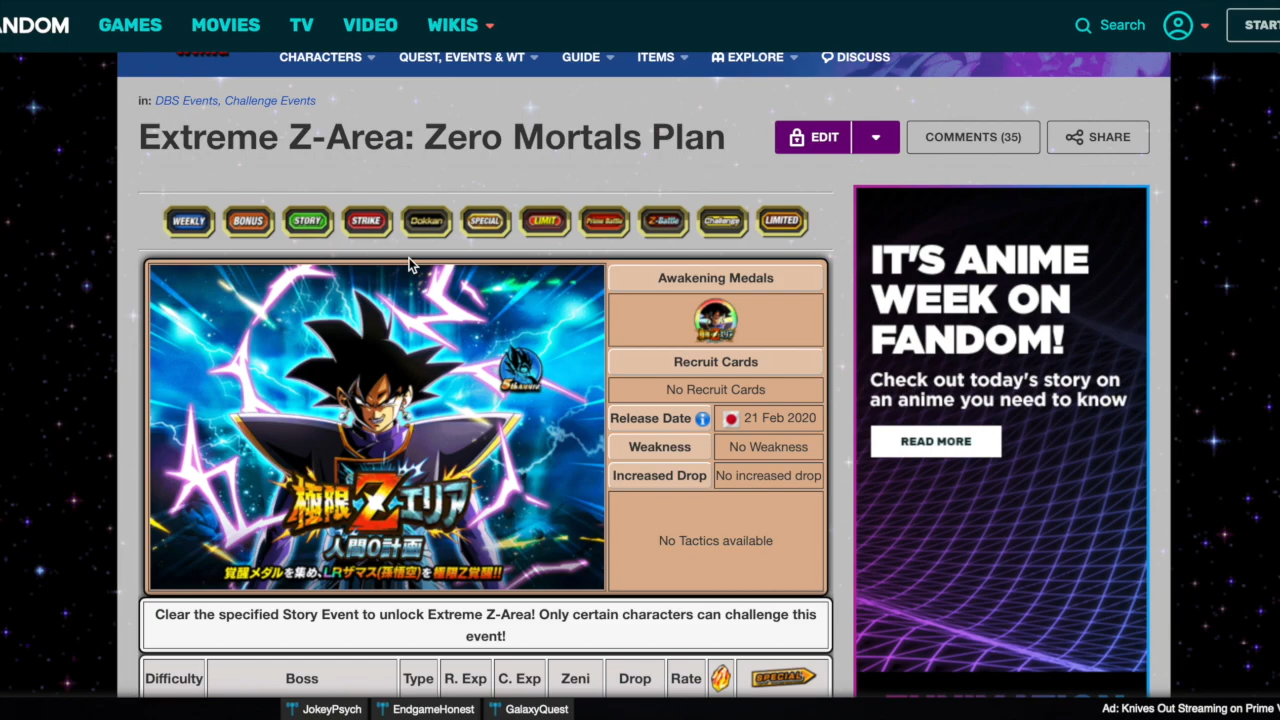 ANDOM GAMES MOVIES TV VIDEO WIKIS Search START
CHARACTERS QUEST, EVENTS & WT GUIDE ITEMS EXPLORE DISCUSS
in: DBS Events, Challenge Events
Extreme Z-Area: Zero Mortals Plan
EDIT COMMENTS (35) SHARE
WEEKLY BONUS STORY STRIKE Dokkan SPECIAL LIMIT Prime Battle Z-Battle Challenge LIMITED
Awakening Medals
Recruit Cards
No Recruit Cards
Release Date 21 Feb 2020
Weakness No Weakness
Increased Drop No increased drop
No Tactics available
極限Zエリア
人間0計画
覚醒メダルを集め、LRザマス(孫悟空)を極限Z覚醒!!
IT'S ANIME
WEEK ON
FANDOM!
Check out today's story on
an anime you need to know
READ MORE
Clear the specified Story Event to unlock Extreme Z-Area! Only certain characters can challenge this
event!
Difficulty Boss Type R. Exp C. Exp Zeni Drop Rate SPECIAL
JokeyPsych EndgameHonest GalaxyQuest Ad: Knives Out Streaming on Prime V